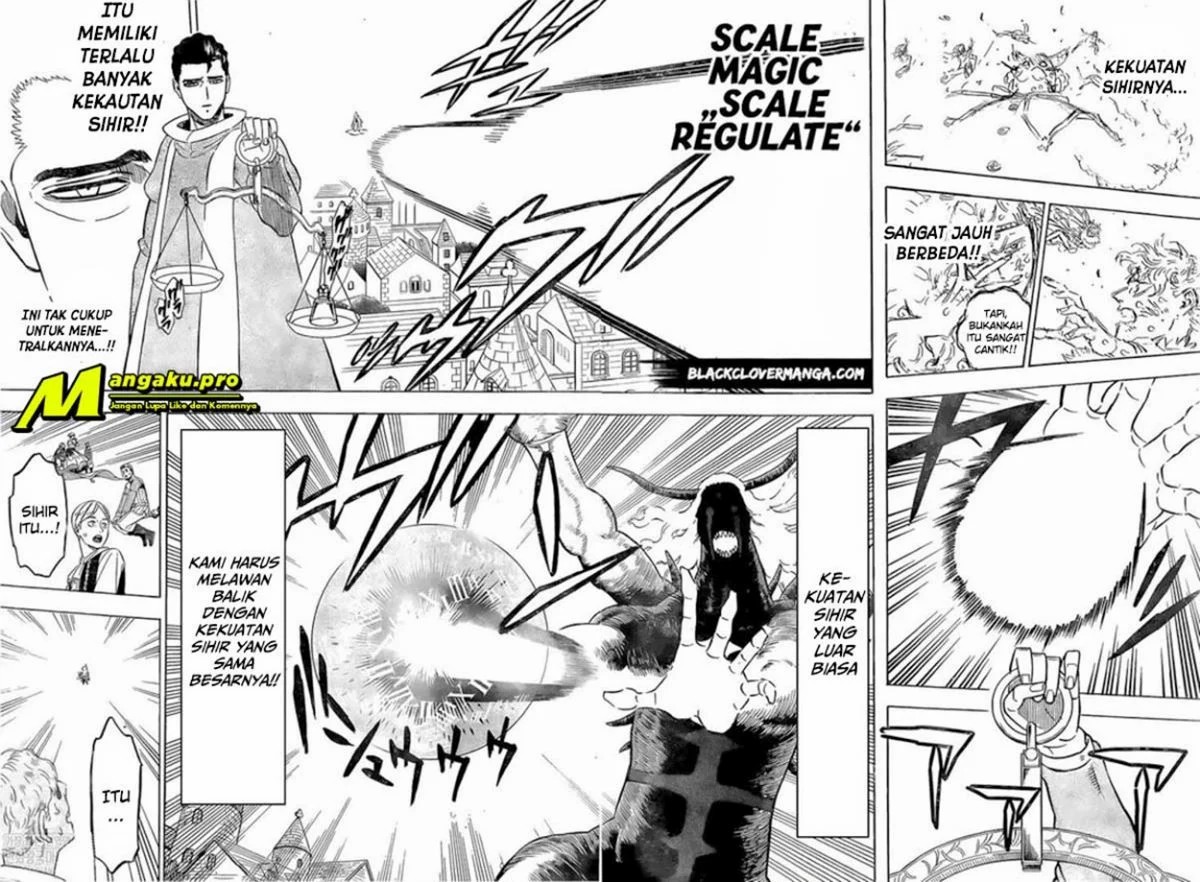 KEKUATAN
SIHIRNYA...
SANGAT JAUH
BERBEDA!!
TAPI,
BUKANKAH
ITU SANGAT
CANTIK!!
SCALE
MAGIC
„SCALE
REGULATE“
ITU
MEMILIKI
TERLALU
BANYAK
KEKAUTAN
SIHIR!!
INI TAK CUKUP
UNTUK MENE-
TRALKANNYA...!!
BLACKCLOVERMANGA.COM
Mangaku.pro
Jangan Lupa Like dan Komennya
KE-
KUATAN
SIHIR
YANG
LUAR
BIASA
KAMI HARUS
MELAWAN
BALIK
DENGAN
KEKUATAN
SIHIR YANG
SAMA
BESARNYA!!
SIHIR
ITU...!
ITU
...